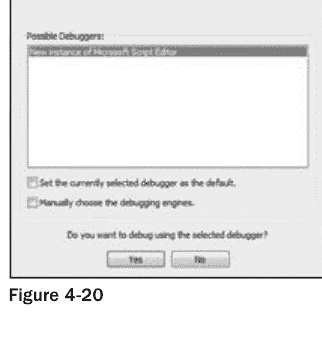 Possible Debuggers:
New instance of Microsoft Script Editor
Set the currently selected debugger as the default.
Manually choose the debugging engines.
Do you want to debug using the selected debugger?
Yes
No
Figure 4-20